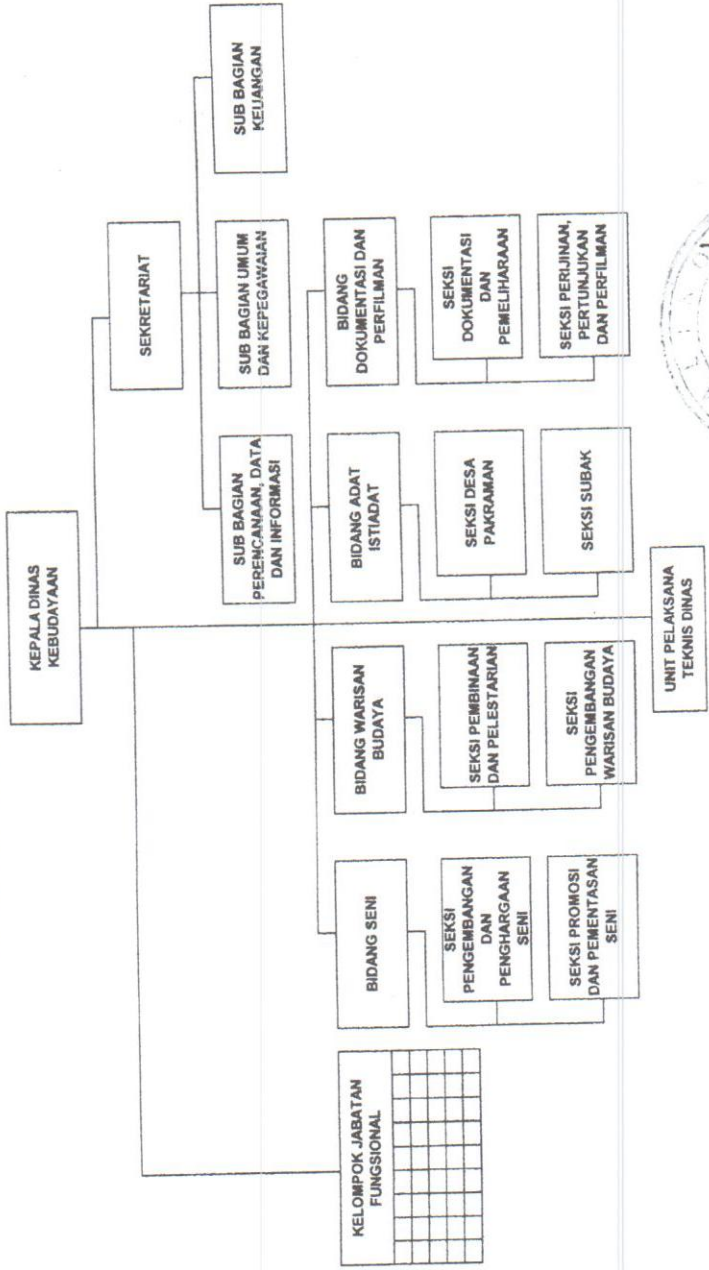 KEPALA DINAS
KEBUDAYAAN
SEKRETARIAT
SUB BAGIAN
PERENCANAAN, DATA
DAN INFORMASI
SUB BAGIAN UMUM
DAN KEPEGAWAIAN
SUB BAGIAN
KEUANGAN
KELOMPOK JABATAN
FUNGSIONAL
BIDANG SENI
BIDANG WARISAN
BUDAYA
BIDANG ADAT
ISTIADAT
BIDANG
DOKUMENTASI DAN
PERFILMAN
SEKSI
PENGEMBANGAN
DAN
PENGHARGAAN
SENI
SEKSI PEMBINAAN
DAN PELESTARIAN
SEKSI DESA
PAKRAMAN
SEKSI
DOKUMENTASI
DAN
PEMELIHARAAN
SEKSI PROMOSI
DAN PEMENTASAN
SENI
SEKSI
PENGEMBANGAN
WARISAN BUDAYA
SEKSI SUBAK
SEKSI PERIJINAN,
PERTUNJUKAN
DAN PERFILMAN
UNIT PELAKSANA
TEKNIS DINAS